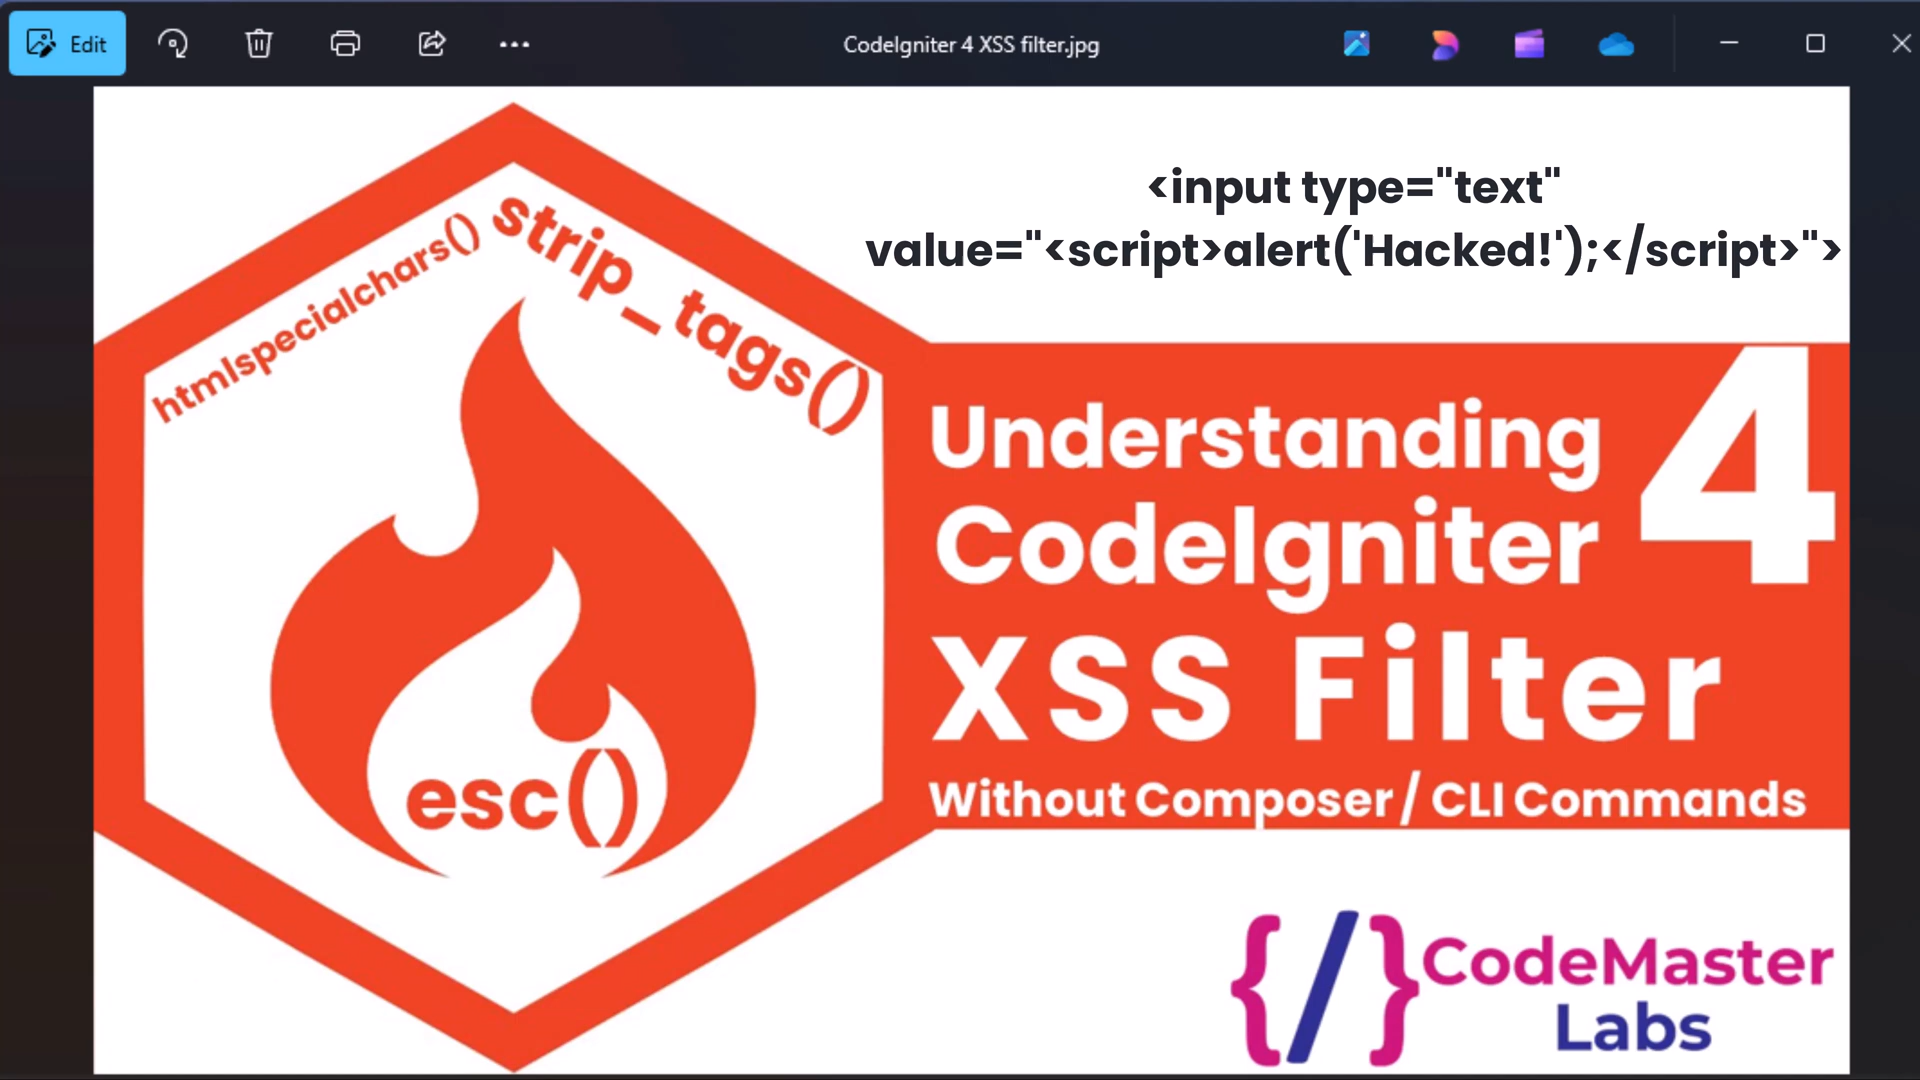 Edit
CodeIgniter 4 XSS filter.jpg
htmlspecialchars()
strip_tags()
esc()
<input type="text"
value="<script>alert('Hacked!');</script>">
Understanding
CodeIgniter 4
XSS Filter
Without Composer / CLI Commands
{/} CodeMaster
Labs